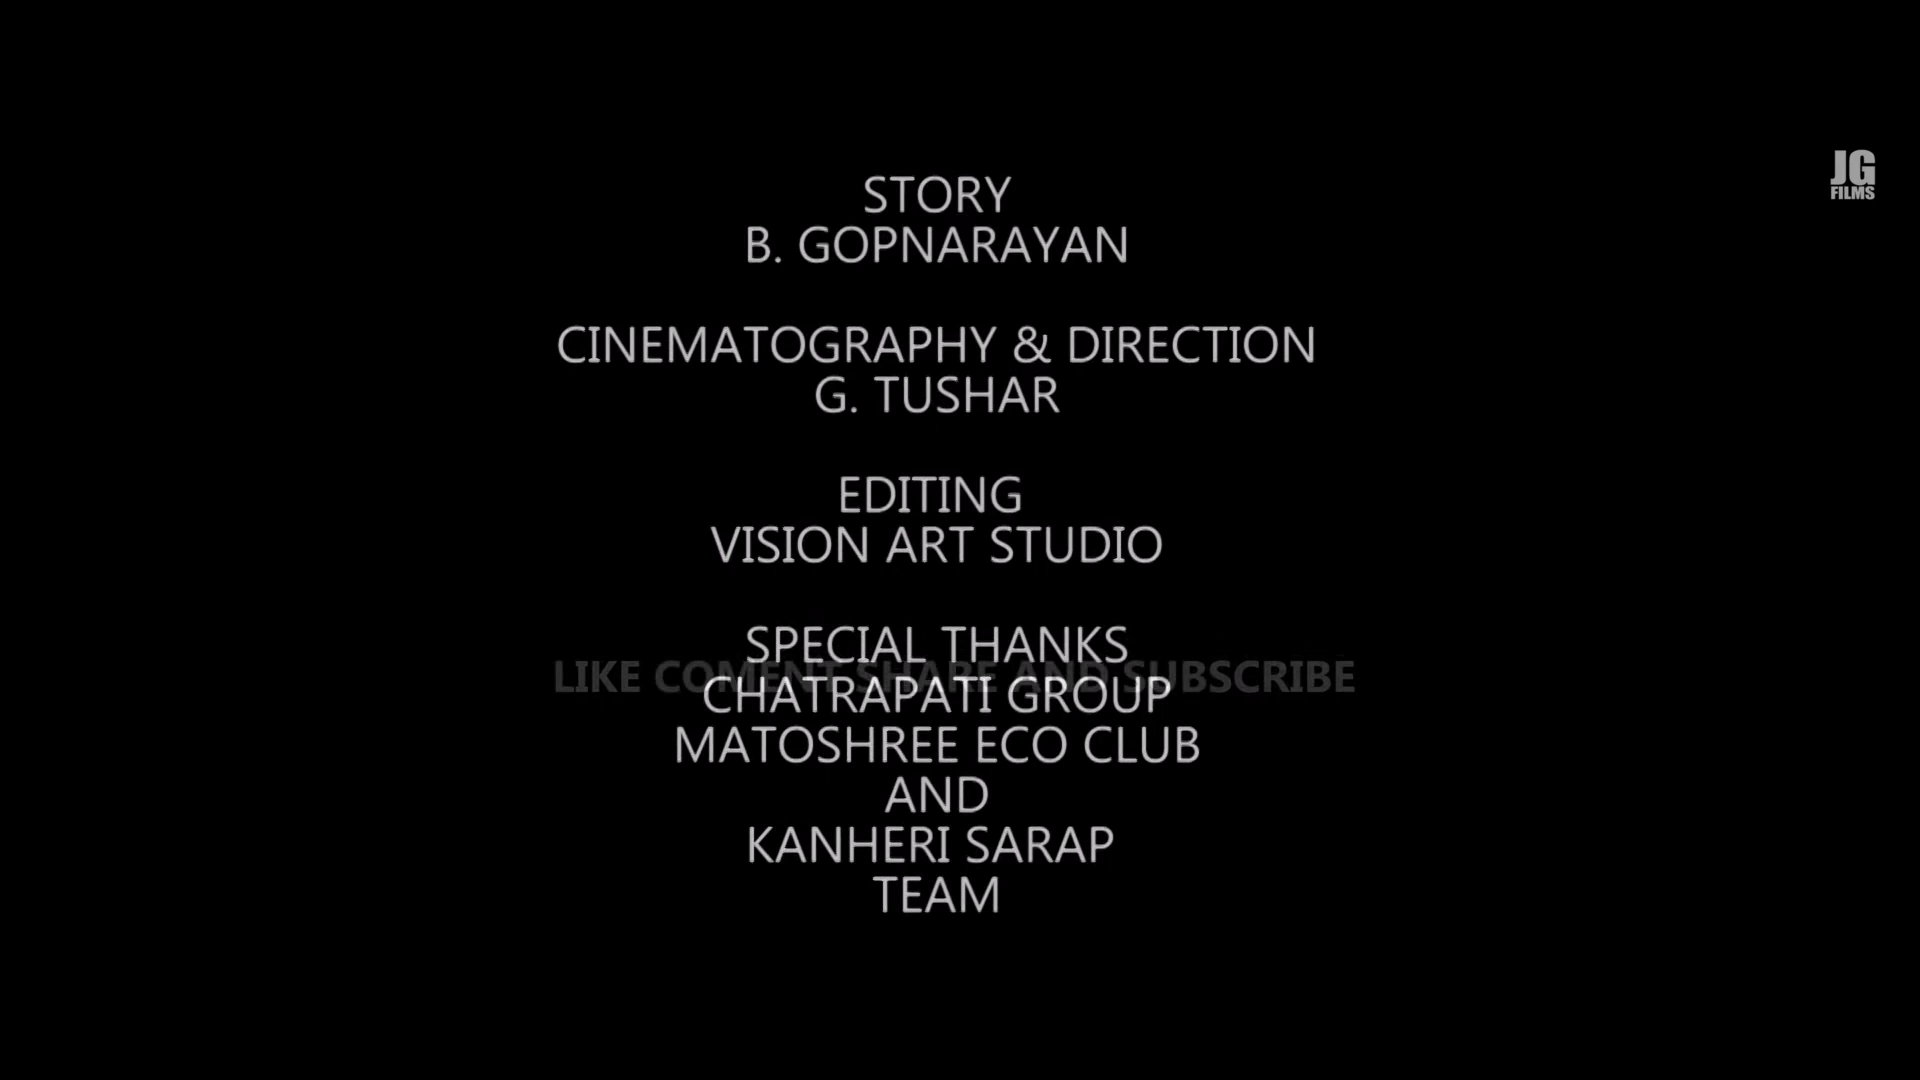 JG
FILMS
STORY
B. GOPNARAYAN
CINEMATOGRAPHY & DIRECTION
G. TUSHAR
EDITING
VISION ART STUDIO
SPECIAL THANKS
LIKE COMENT SHARE AND SUBSCRIBE
CHATRAPATI GROUP
MATOSHREE ECO CLUB
AND
KANHERI SARAP
TEAM